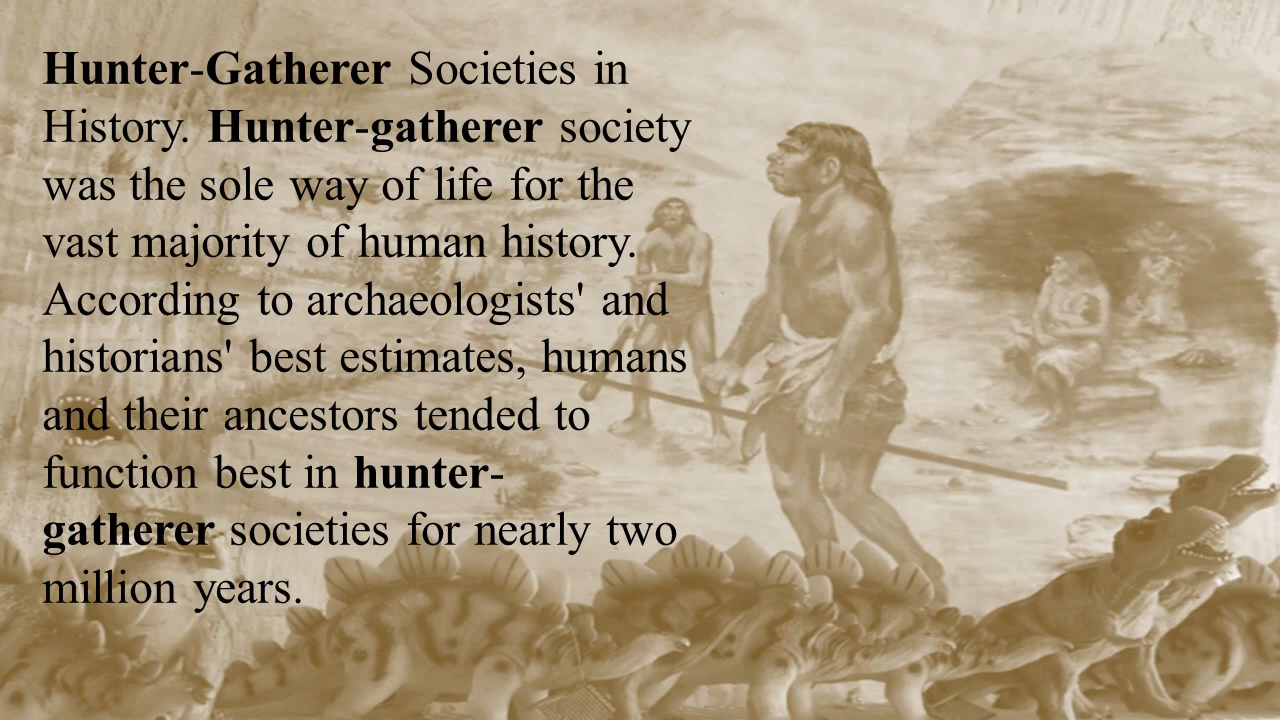 Hunter-Gatherer Societies in
History. Hunter-gatherer society
was the sole way of life for the
vast majority of human history.
According to archaeologists' and
historians' best estimates, humans
and their ancestors tended to
function best in hunter-
gatherer societies for nearly two
million years.